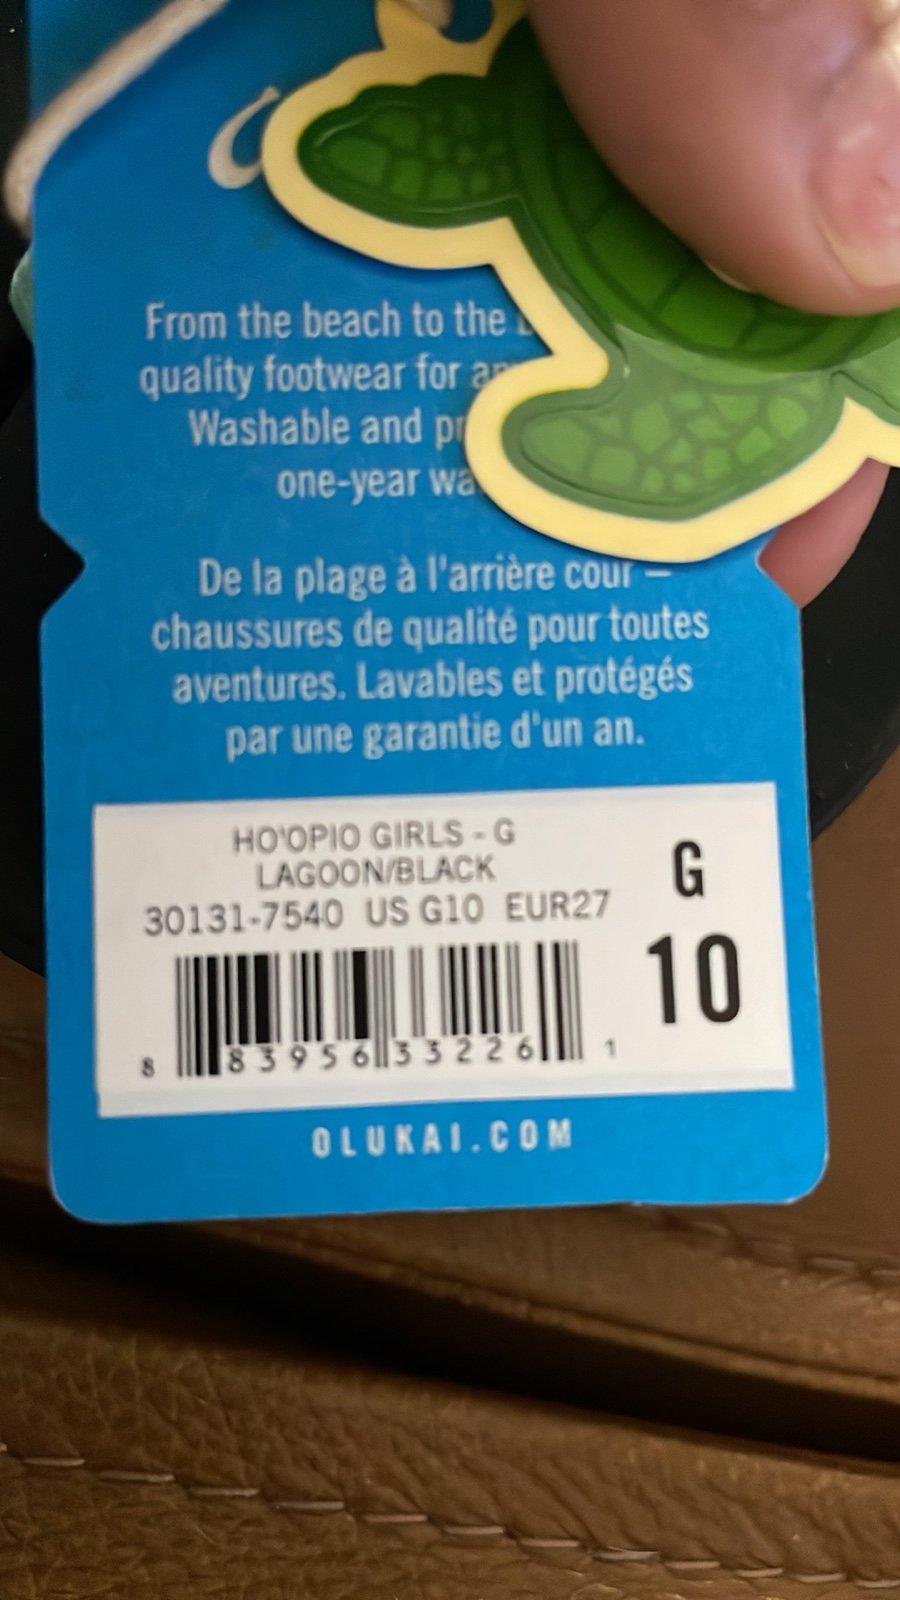 From the beach to the
quality footwear for
Washable and
one-year
De la plage à l'arrière cour –
chaussures de qualité pour toutes
aventures. Lavables et protégés
par une garantie d'un an.
HO'OPIO GIRLS - G
LAGOON/BLACK
30131-7540 US G10 EUR27
G
10
8 83956 33226 1
OLUKAI.COM